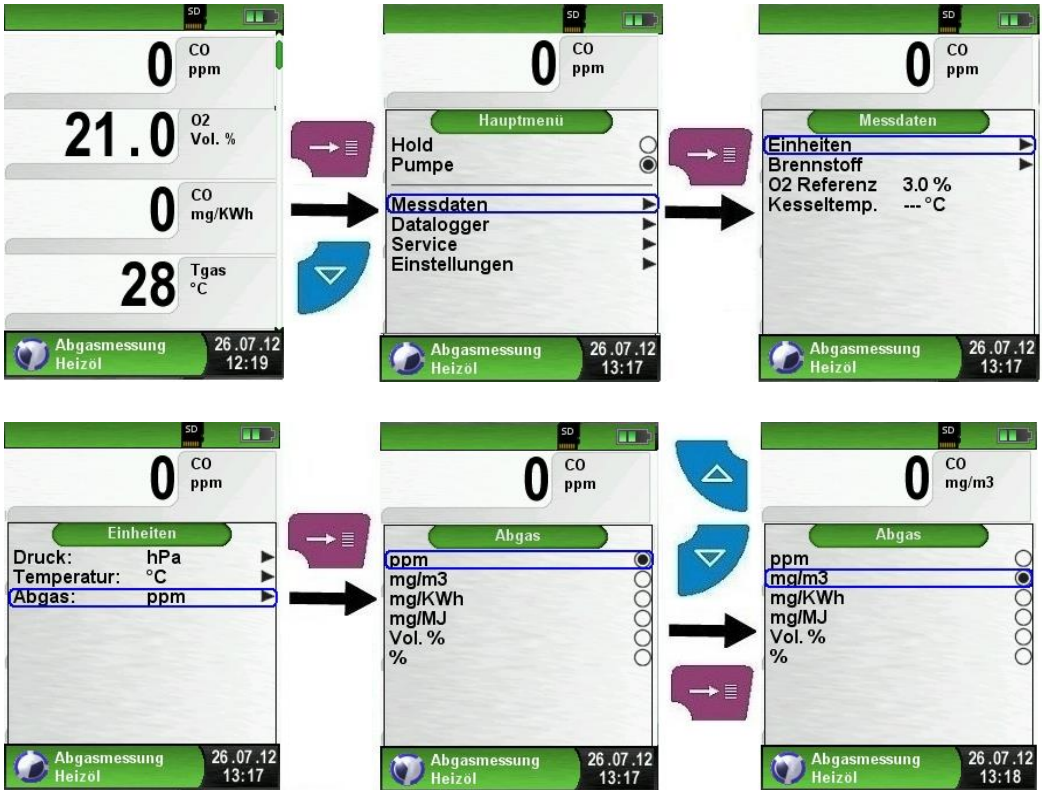 SD
0 CO ppm
21.0 O2 Vol. %
0 CO mg/KWh
28 Tgas °C
Abgasmessung 26.07.12
Heizöl 12:19
SD
0 CO ppm
Hauptmenü
Hold
Pumpe
Messdaten
Datalogger
Service
Einstellungen
Abgasmessung 26.07.12
Heizöl 13:17
SD
0 CO ppm
Messdaten
Einheiten
Brennstoff
O2 Referenz 3.0 %
Kesseltemp. --- °C
Abgasmessung 26.07.12
Heizöl 13:17
SD
0 CO ppm
Einheiten
Druck: hPa
Temperatur: °C
Abgas: ppm
Abgasmessung 26.07.12
Heizöl 13:17
SD
0 CO ppm
Abgas
ppm
mg/m3
mg/KWh
mg/MJ
Vol. %
%
Abgasmessung 26.07.12
Heizöl 13:17
SD
0 CO mg/m3
Abgas
ppm
mg/m3
mg/KWh
mg/MJ
Vol. %
%
Abgasmessung 26.07.12
Heizöl 13:18